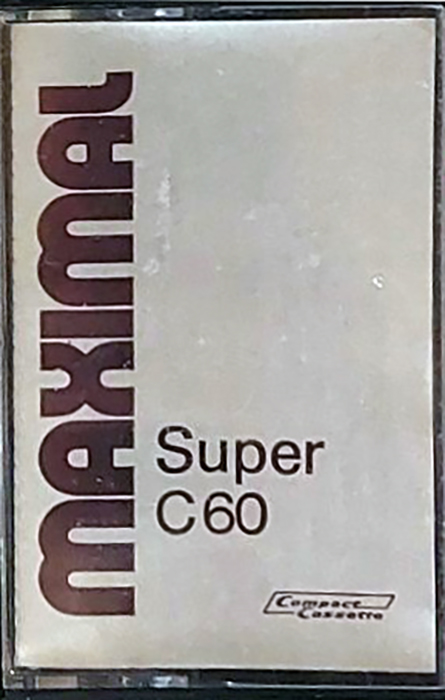 MAXIMAL
Super
C60
Compact
Cassette